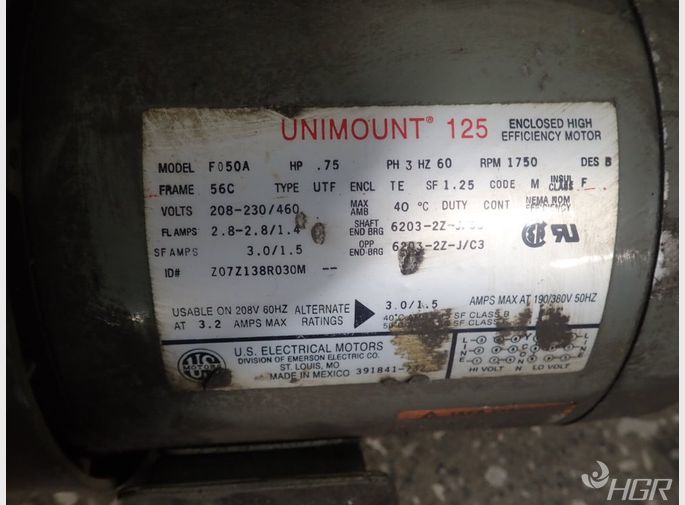 UNIMOUNT® 125 ENCLOSED HIGH EFFICIENCY MOTOR
MODEL F050A HP .75 PH 3 HZ 60 RPM 1750 DES B
FRAME 56C TYPE UTF ENCL TE SF 1.25 CODE M INSUL CLASS F
VOLTS 208-230/460 MAX AMB 40 °C DUTY CONT NEMA NOM EFFICIENCY
FL AMPS 2.8-2.8/1.4 SHAFT END BRG 6203-2Z-J/
SF AMPS 3.0/1.5 OPP END-BRG 6203-2Z-J/C3
ID# Z07Z138R030M
USABLE ON 208V 60HZ AT 3.2 AMPS MAX
ALTERNATE RATINGS 3.0/1.5 AMPS MAX AT 190/380V 50HZ
40°C SF CLASS B
SF CLASS
U.S. ELECTRICAL MOTORS
DIVISION OF EMERSON ELECTRIC CO.
ST. LOUIS, MO
MADE IN MEXICO 391841-
US MOTORS
LINE
HI VOLT N LO VOLT
HGR